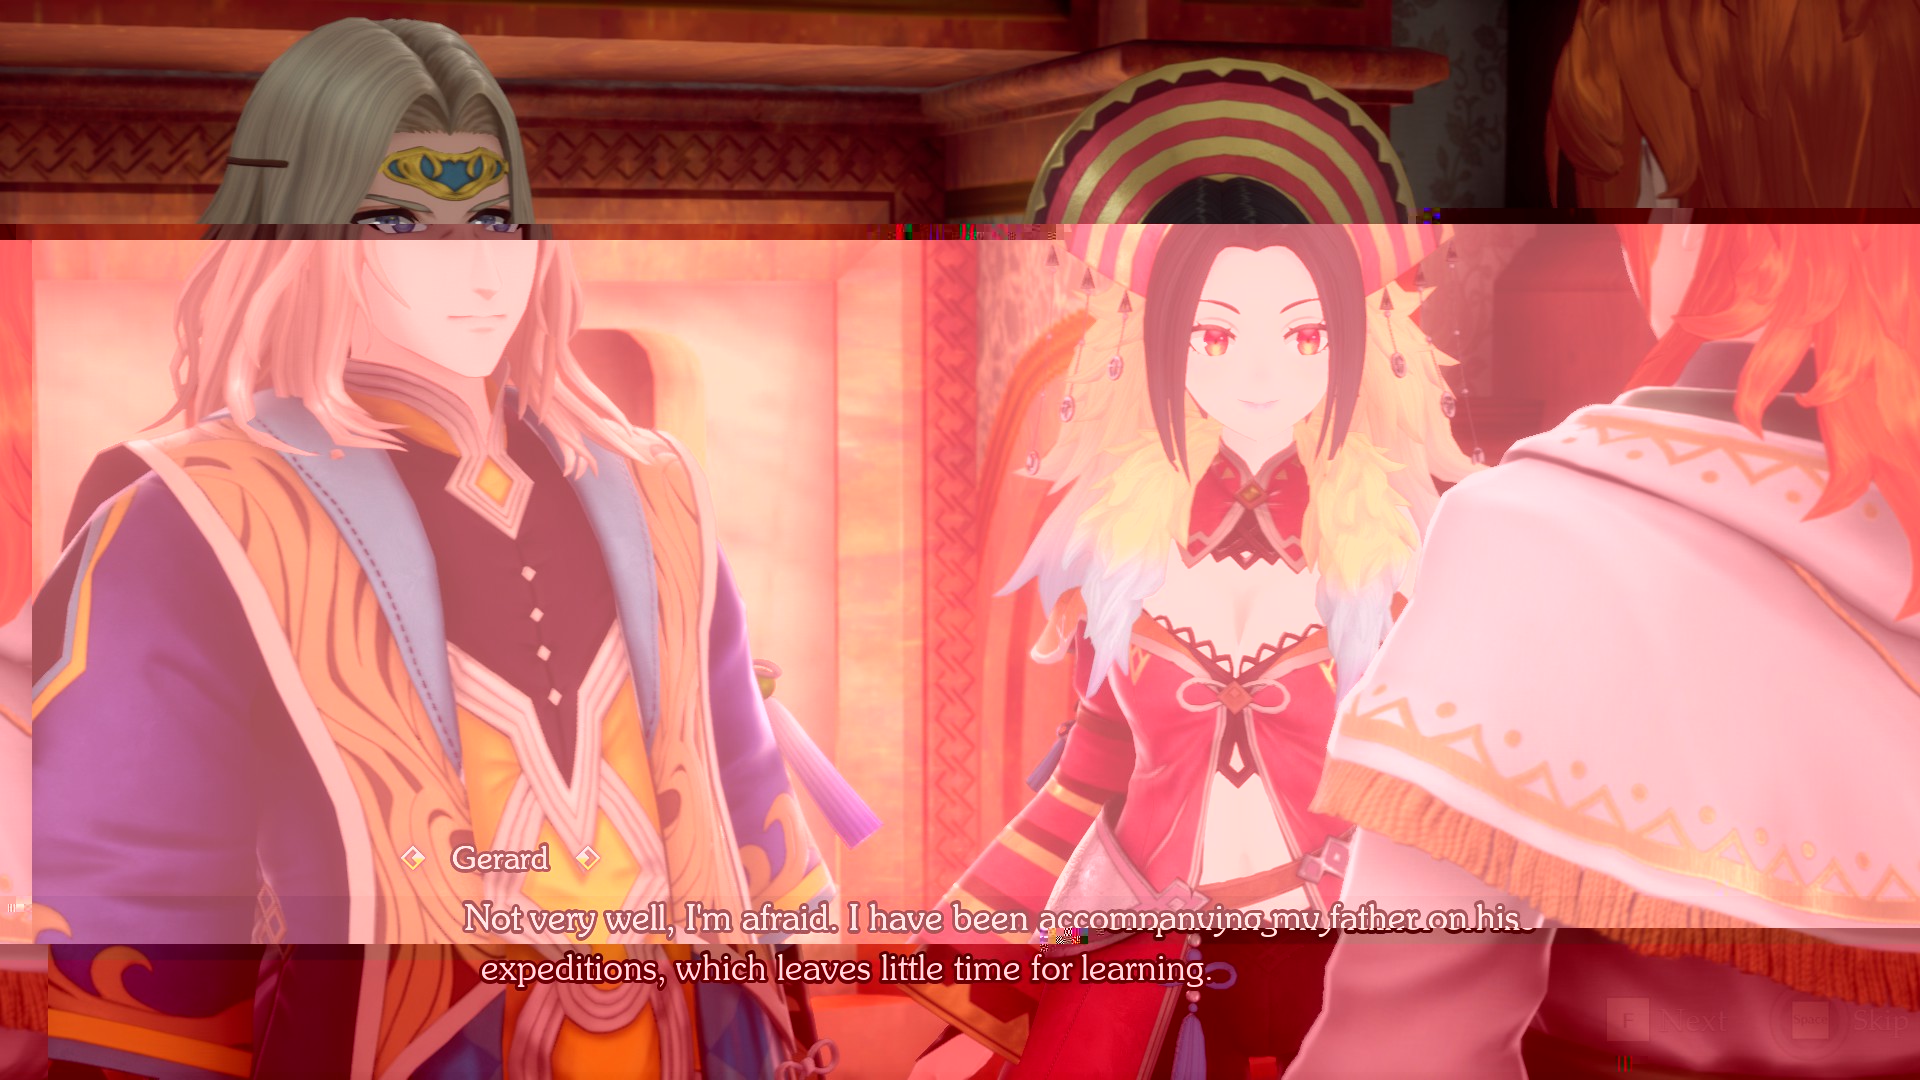 Gerard
Not very well, I'm afraid. I have been accompanying my father on his
expeditions, which leaves little time for learning.
F Next Space Skip